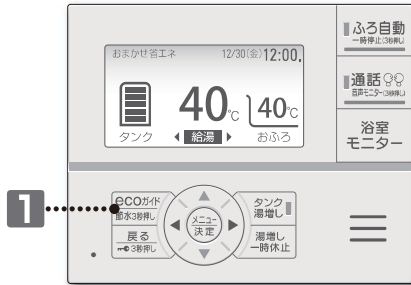 おまかせ省エネ 12/30(金)12:00
40℃ 40℃
タンク 給湯 おふろ
ふろ自動
一時停止(3秒押し)
通話
音声モニター(3秒押し)
浴室
モニター
1
ecoガイド
節水3秒押し
戻る
3秒押し
メニュー
決定
タンク
湯増し
湯増し
一時休止